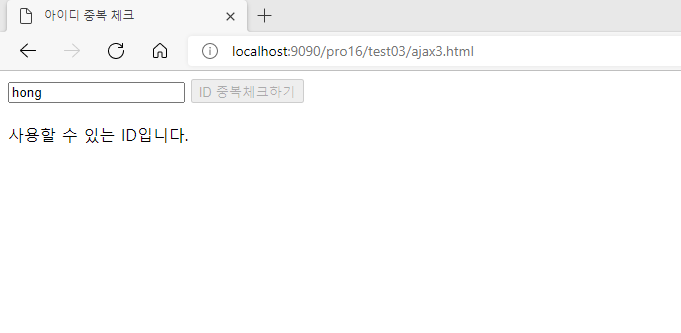 아이디 중복 체크
localhost:9090/pro16/test03/ajax3.html
hong ID 중복체크하기
사용할 수 있는 ID입니다.